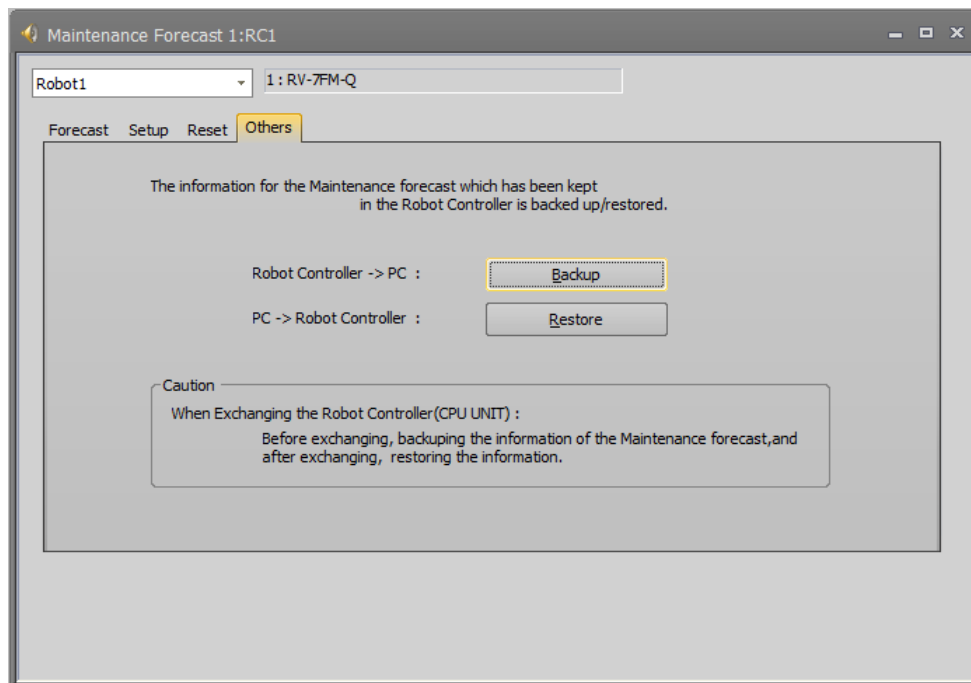 Maintenance Forecast 1:RC1
Robot1
1 : RV-7FM-Q
Forecast Setup Reset Others
The information for the Maintenance forecast which has been kept
in the Robot Controller is backed up/restored.
Robot Controller -> PC :
Backup
PC -> Robot Controller :
Restore
Caution
When Exchanging the Robot Controller(CPU UNIT) :
Before exchanging, backuping the information of the Maintenance forecast,and
after exchanging, restoring the information.